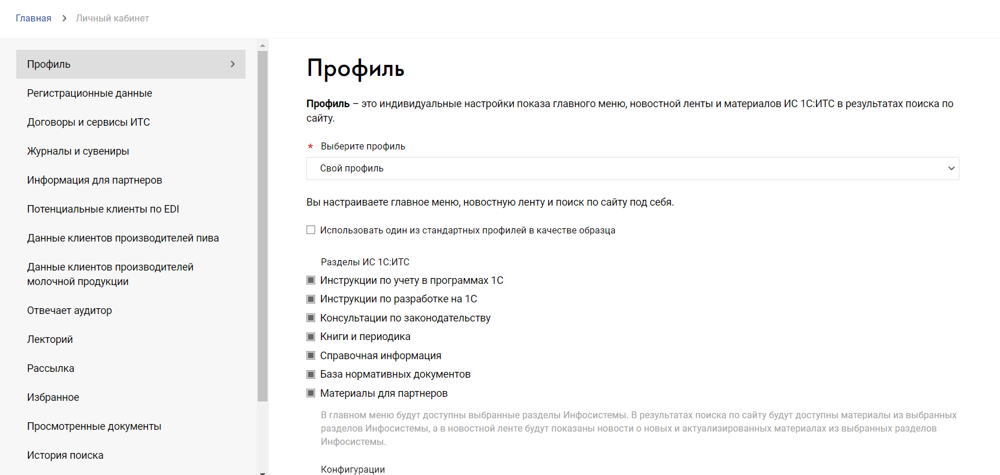 Главная
Личный кабинет
Профиль
Регистрационные данные
Договоры и сервисы ИТС
Журналы и сувениры
Информация для партнеров
Потенциальные клиенты по EDI
Данные клиентов производителей пива
Данные клиентов производителей
молочной продукции
Отвечает аудитор
Лекторий
Рассылка
Избранное
Просмотренные документы
История поиска
Профиль
Профиль – это индивидуальные настройки показа главного меню, новостной ленты и материалов ИС 1С:ИТС в результатах поиска по
сайту.
* Выберите профиль
Свой профиль
Вы настраиваете главное меню, новостную ленту и поиск по сайту под себя.
Использовать один из стандартных профилей в качестве образца
Разделы ИС 1С:ИТС
Инструкции по учету в программах 1С
Инструкции по разработке на 1С
Консультации по законодательству
Книги и периодика
Справочная информация
База нормативных документов
Материалы для партнеров
В главном меню будут доступны выбранные разделы Инфосистемы. В результатах поиска по сайту будут доступны материалы из выбранных
разделов Инфосистемы, а в новостной ленте будут показаны новости о новых и актуализированных материалах из выбранных разделов
Инфосистемы.
Конфигурации